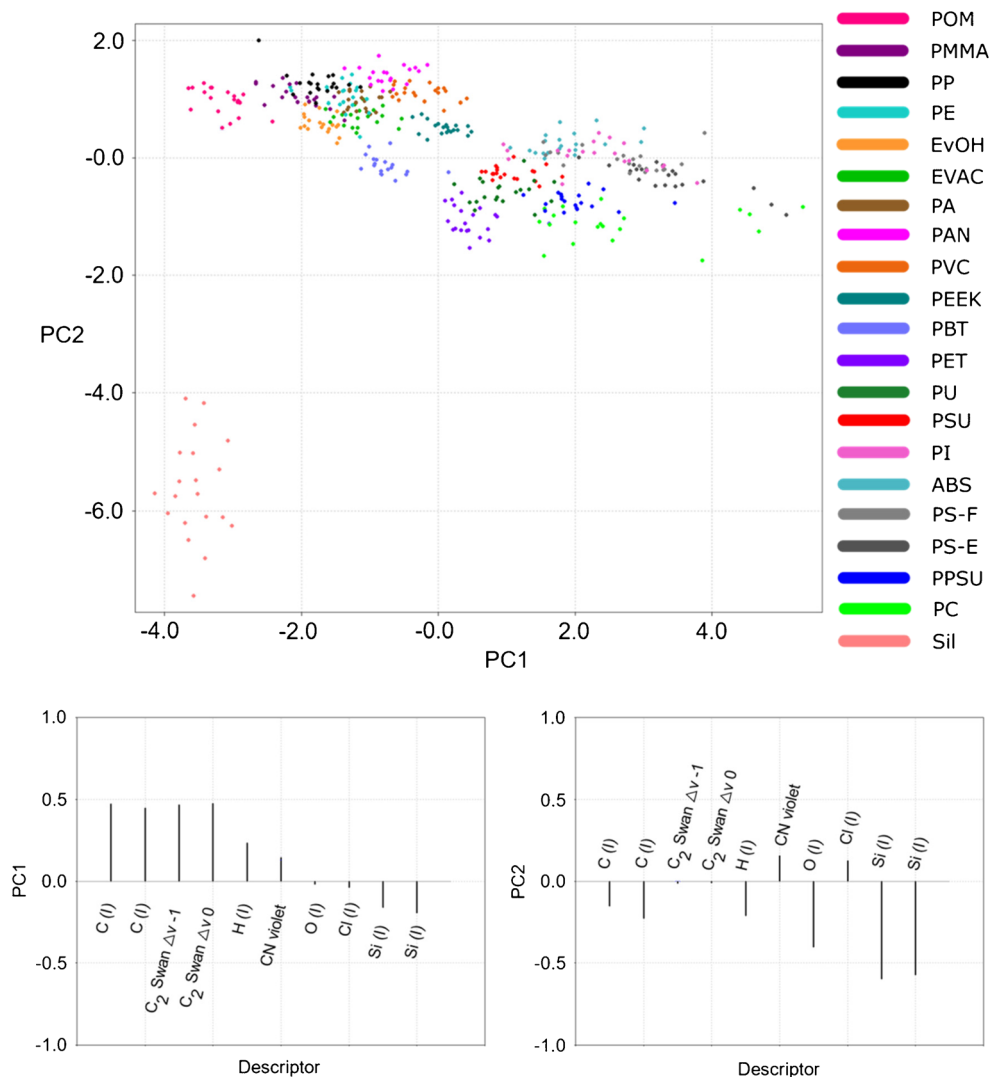 2.0
-0.0
-2.0
-4.0
-6.0
PC2
-4.0
-2.0
-0.0
2.0
4.0
PC1
POM
PMMA
PP
PE
EvOH
EVAC
PA
PAN
PVC
PEEK
PBT
PET
PU
PSU
PI
ABS
PS-F
PS-E
PPSU
PC
Sil
1.0
0.5
0.0
-0.5
-1.0
PC1
C (I)
C (I)
C2 Swan △v -1
C2 Swan △v 0
H (I)
CN violet
O (I)
Cl (I)
Si (I)
Si (I)
Descriptor
1.0
0.5
0.0
-0.5
-1.0
PC2
C (I)
C (I)
C2 Swan △v -1
C2 Swan △v 0
H (I)
CN violet
O (I)
Cl (I)
Si (I)
Si (I)
Descriptor